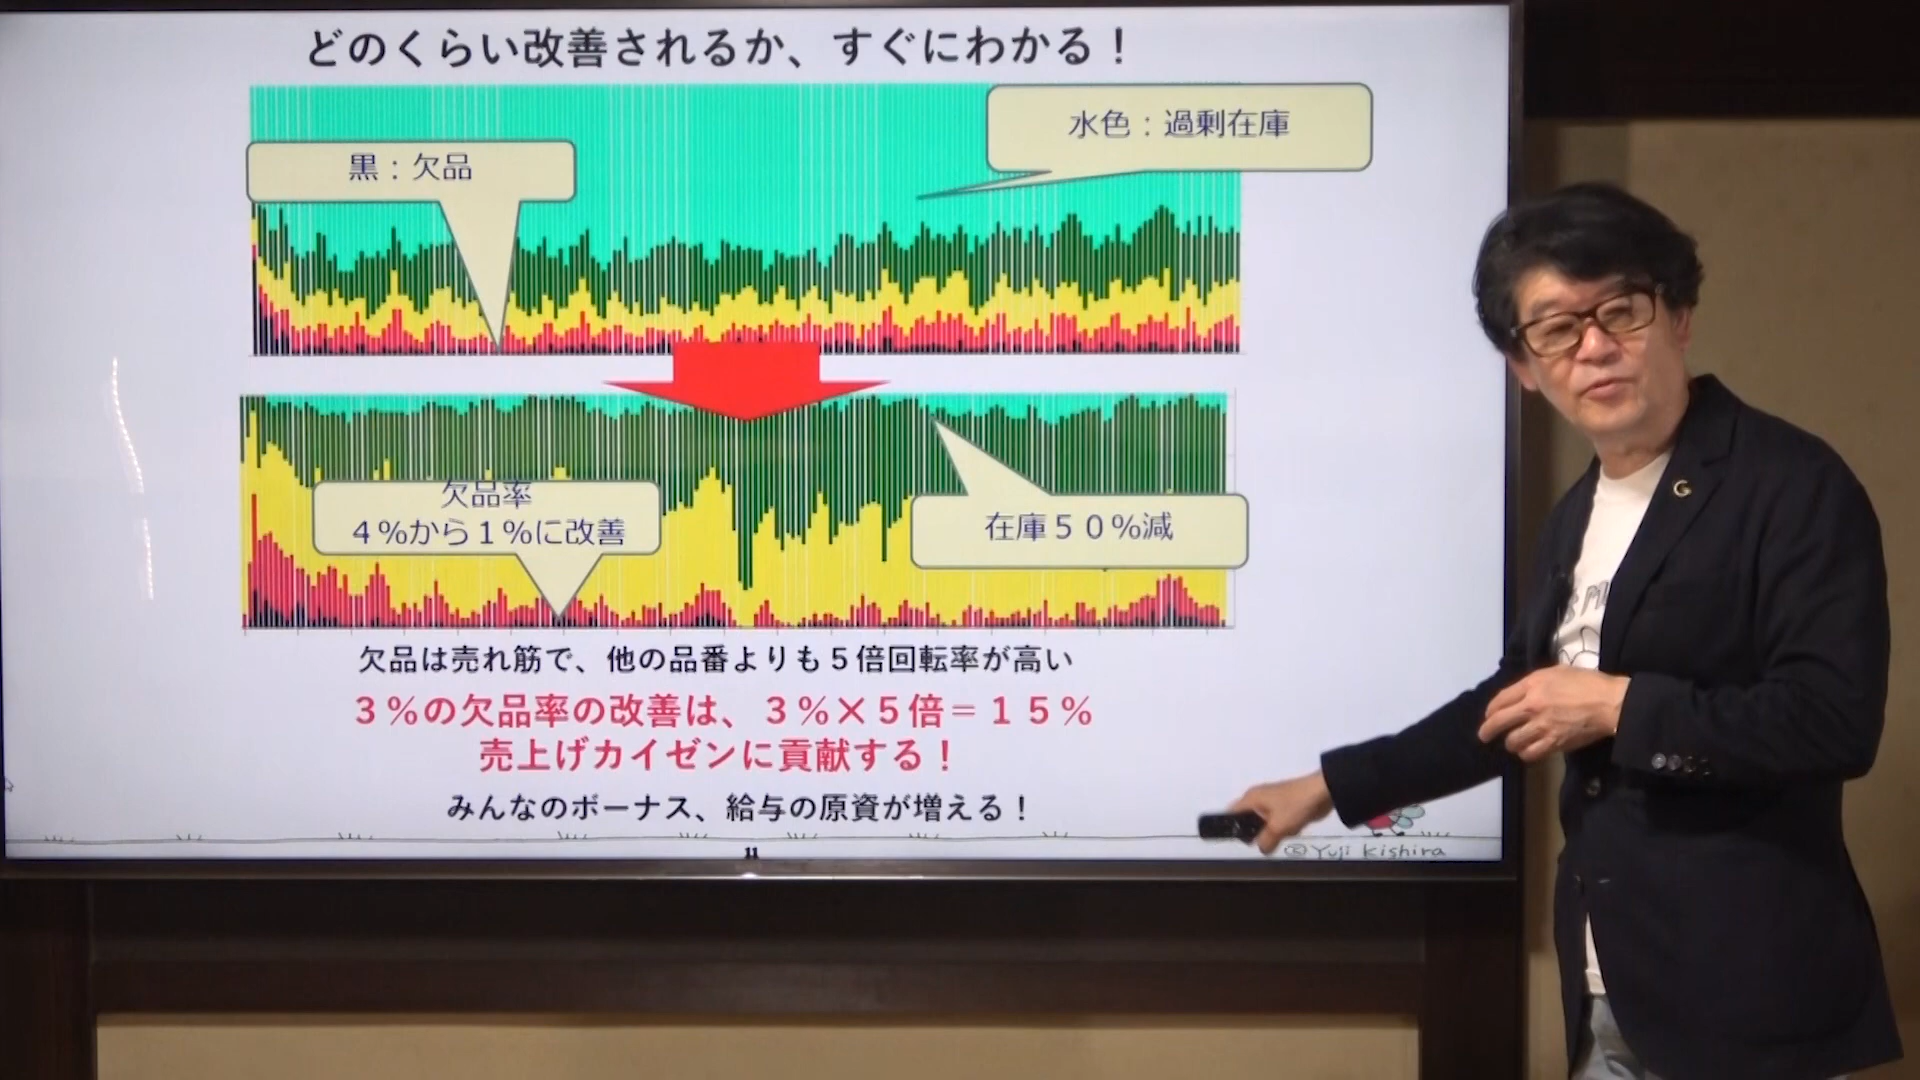 どのくらい改善されるか、すぐにわかる！
水色：過剰在庫
黒：欠品
欠品率
４%から１%に改善
在庫５０%減
欠品は売れ筋で、他の品番よりも５倍回転率が高い
３%の欠品率の改善は、３%×５倍＝１５%
売上げカイゼンに貢献する！
みんなのボーナス、給与の原資が増える！
11
©Yuji Kishira
G